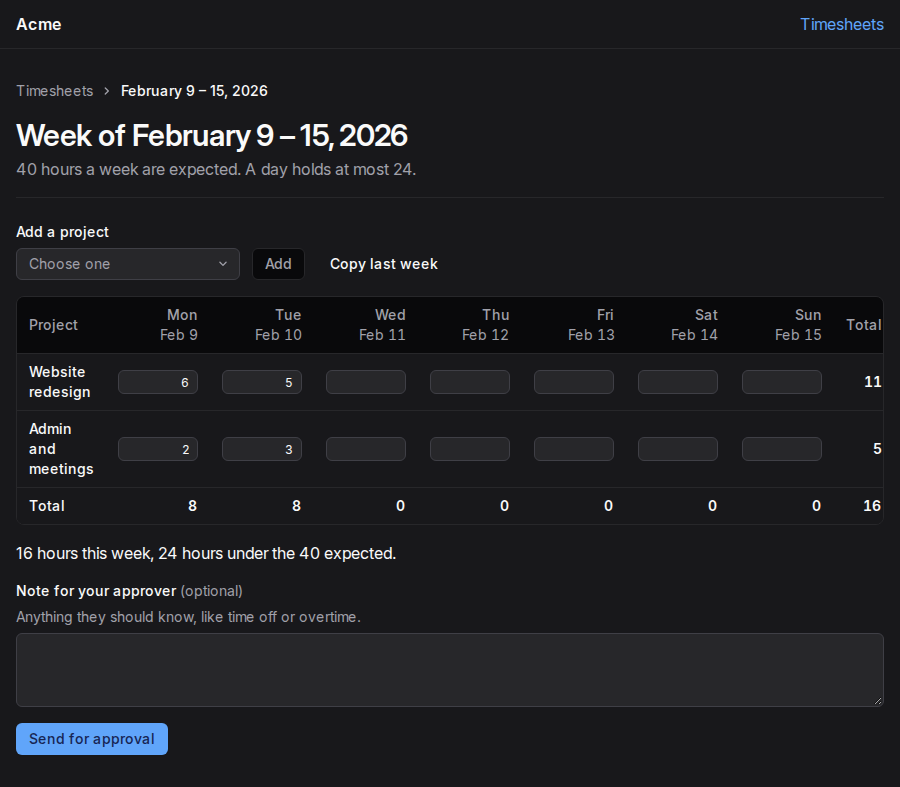 Acme
Timesheets
Timesheets > February 9 – 15, 2026
Week of February 9 – 15, 2026
40 hours a week are expected. A day holds at most 24.
Add a project
Choose one
Add
Copy last week
Project Mon Feb 9 Tue Feb 10 Wed Feb 11 Thu Feb 12 Fri Feb 13 Sat Feb 14 Sun Feb 15 Total
Website redesign 6 5 11
Admin and meetings 2 3 5
Total 8 8 0 0 0 0 0 16
16 hours this week, 24 hours under the 40 expected.
Note for your approver (optional)
Anything they should know, like time off or overtime.
Send for approval